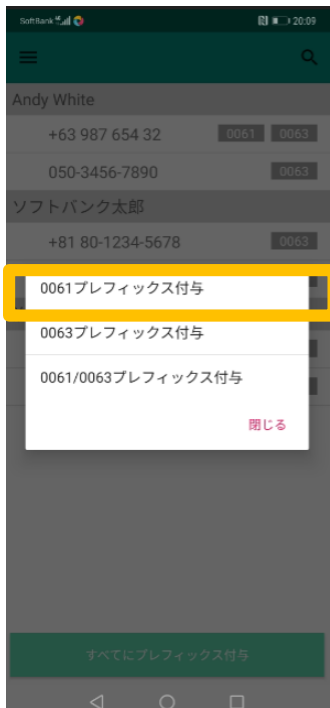 SoftBank 20:09
Andy White
+63 987 654 32 0061 0063
050-3456-7890 0063
ソフトバンク太郎
+81 80-1234-5678 0063
0061プレフィックス付与
0063プレフィックス付与
0061/0063プレフィックス付与
閉じる
すべてにプレフィックス付与